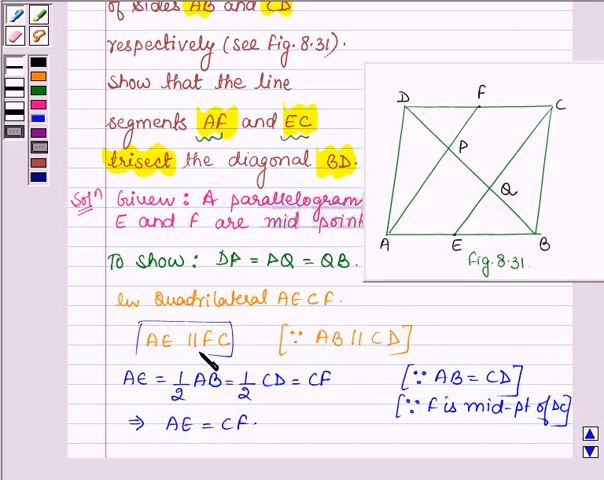 of sides AB and CD
respectively (see Fig. 8.31).
Show that the line
segments AF and EC
trisect the diagonal BD.
Soln Given : A parallelogram
E and F are mid point
To Show : DP = PQ = QB.
In Quadrilateral AECF.
AE || FC [∵ AB || CD]
AE = 1/2 AB = 1/2 CD = CF [∵ AB = CD]
[∵ F is mid-pt of DC]
⇒ AE = CF.
D F C
P
Q
A E B
Fig. 8.31